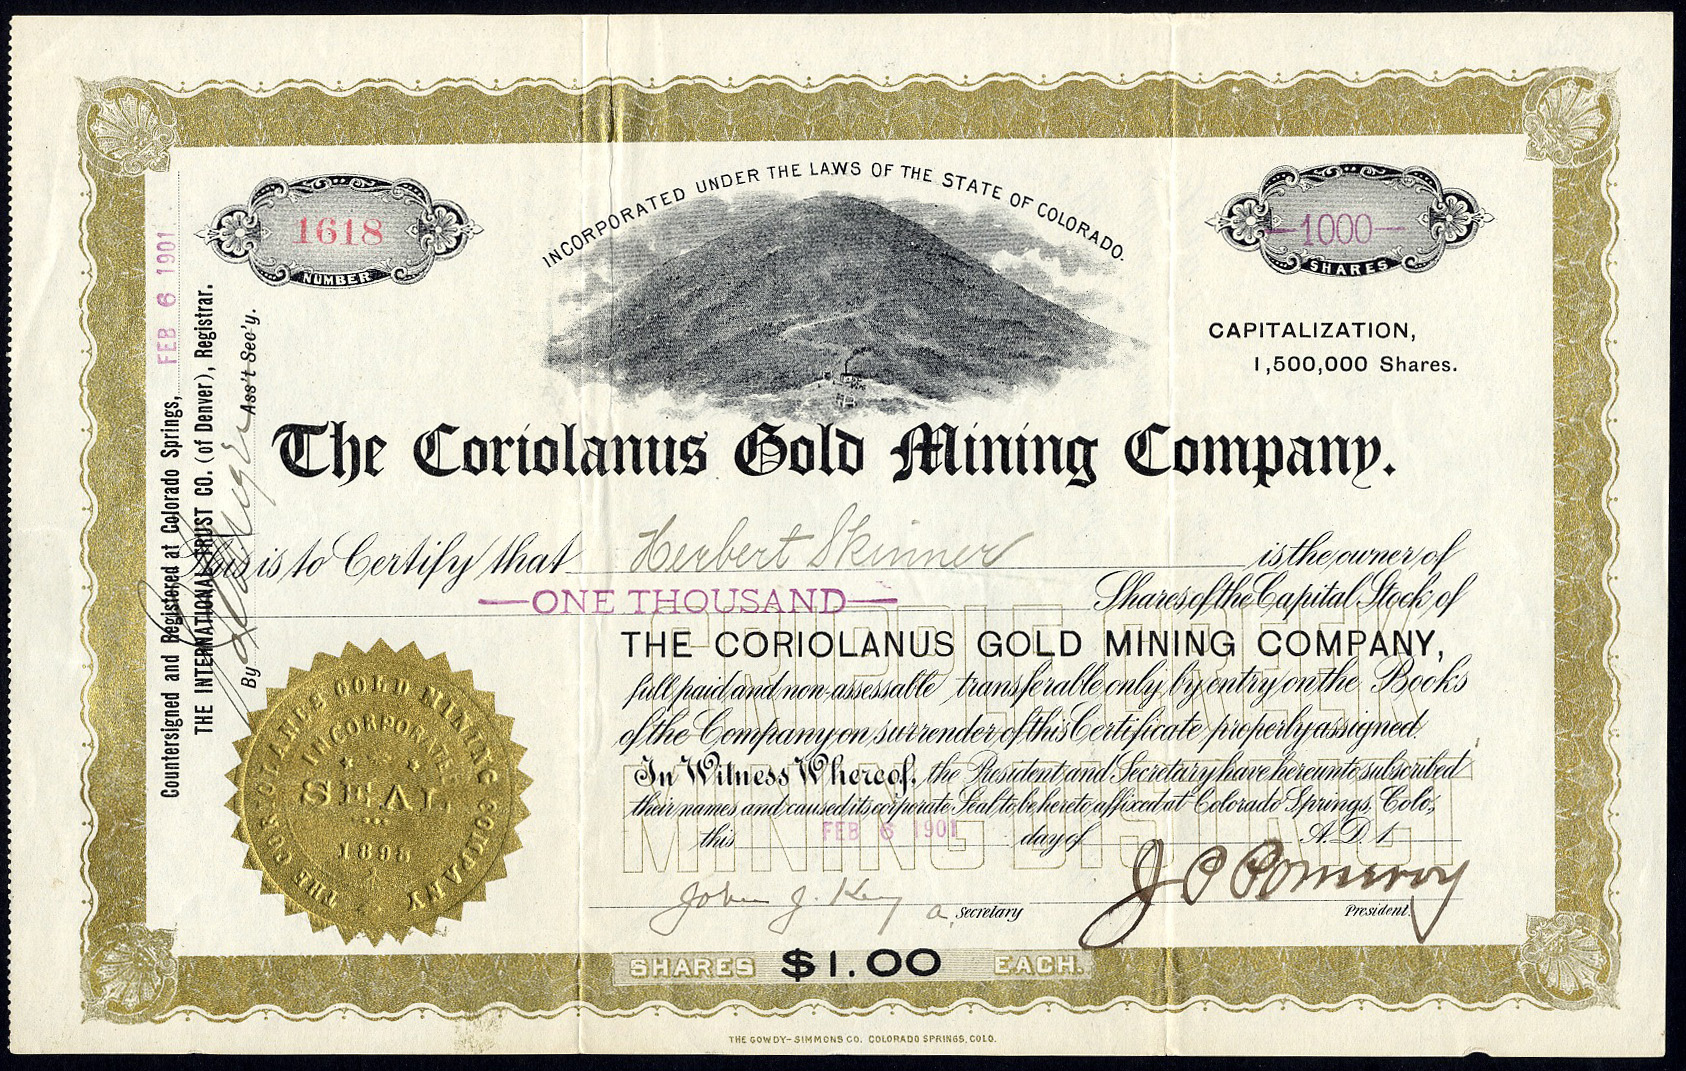 INCORPORATED UNDER THE LAWS OF THE STATE OF COLORADO.
1618
NUMBER
—1000—
SHARES
CAPITALIZATION,
1,500,000 Shares.
The Coriolanus Gold Mining Company.
This is to Certify that Herbert Skinner is the owner of
—ONE THOUSAND— Shares of the Capital Stock of
THE CORIOLANUS GOLD MINING COMPANY,
full paid and non-assessable transferable only by entry on the Books
of the Company on surrender of this Certificate properly assigned.
In Witness Whereof, the President and Secretary have hereunto subscribed
their names and caused its corporate Seal to be hereto affixed at Colorado Springs, Colo,
this FEB 6 1901 day of A.D. 1
CRIPPLE CREEK
MINING DISTRICT
John J. Key a. Secretary
J P Pomeroy President.
SHARES $1.00 EACH.
THE GOWDY-SIMMONS CO. COLORADO SPRINGS, COLO.
Countersigned and Registered at Colorado Springs, FEB 6 1901
THE INTERNATIONAL TRUST CO. (of Denver), Registrar.
By Ass't Sec'y.
THE CORIOLANUS GOLD MINING COMPANY
INCORPORATED
SEAL
1895